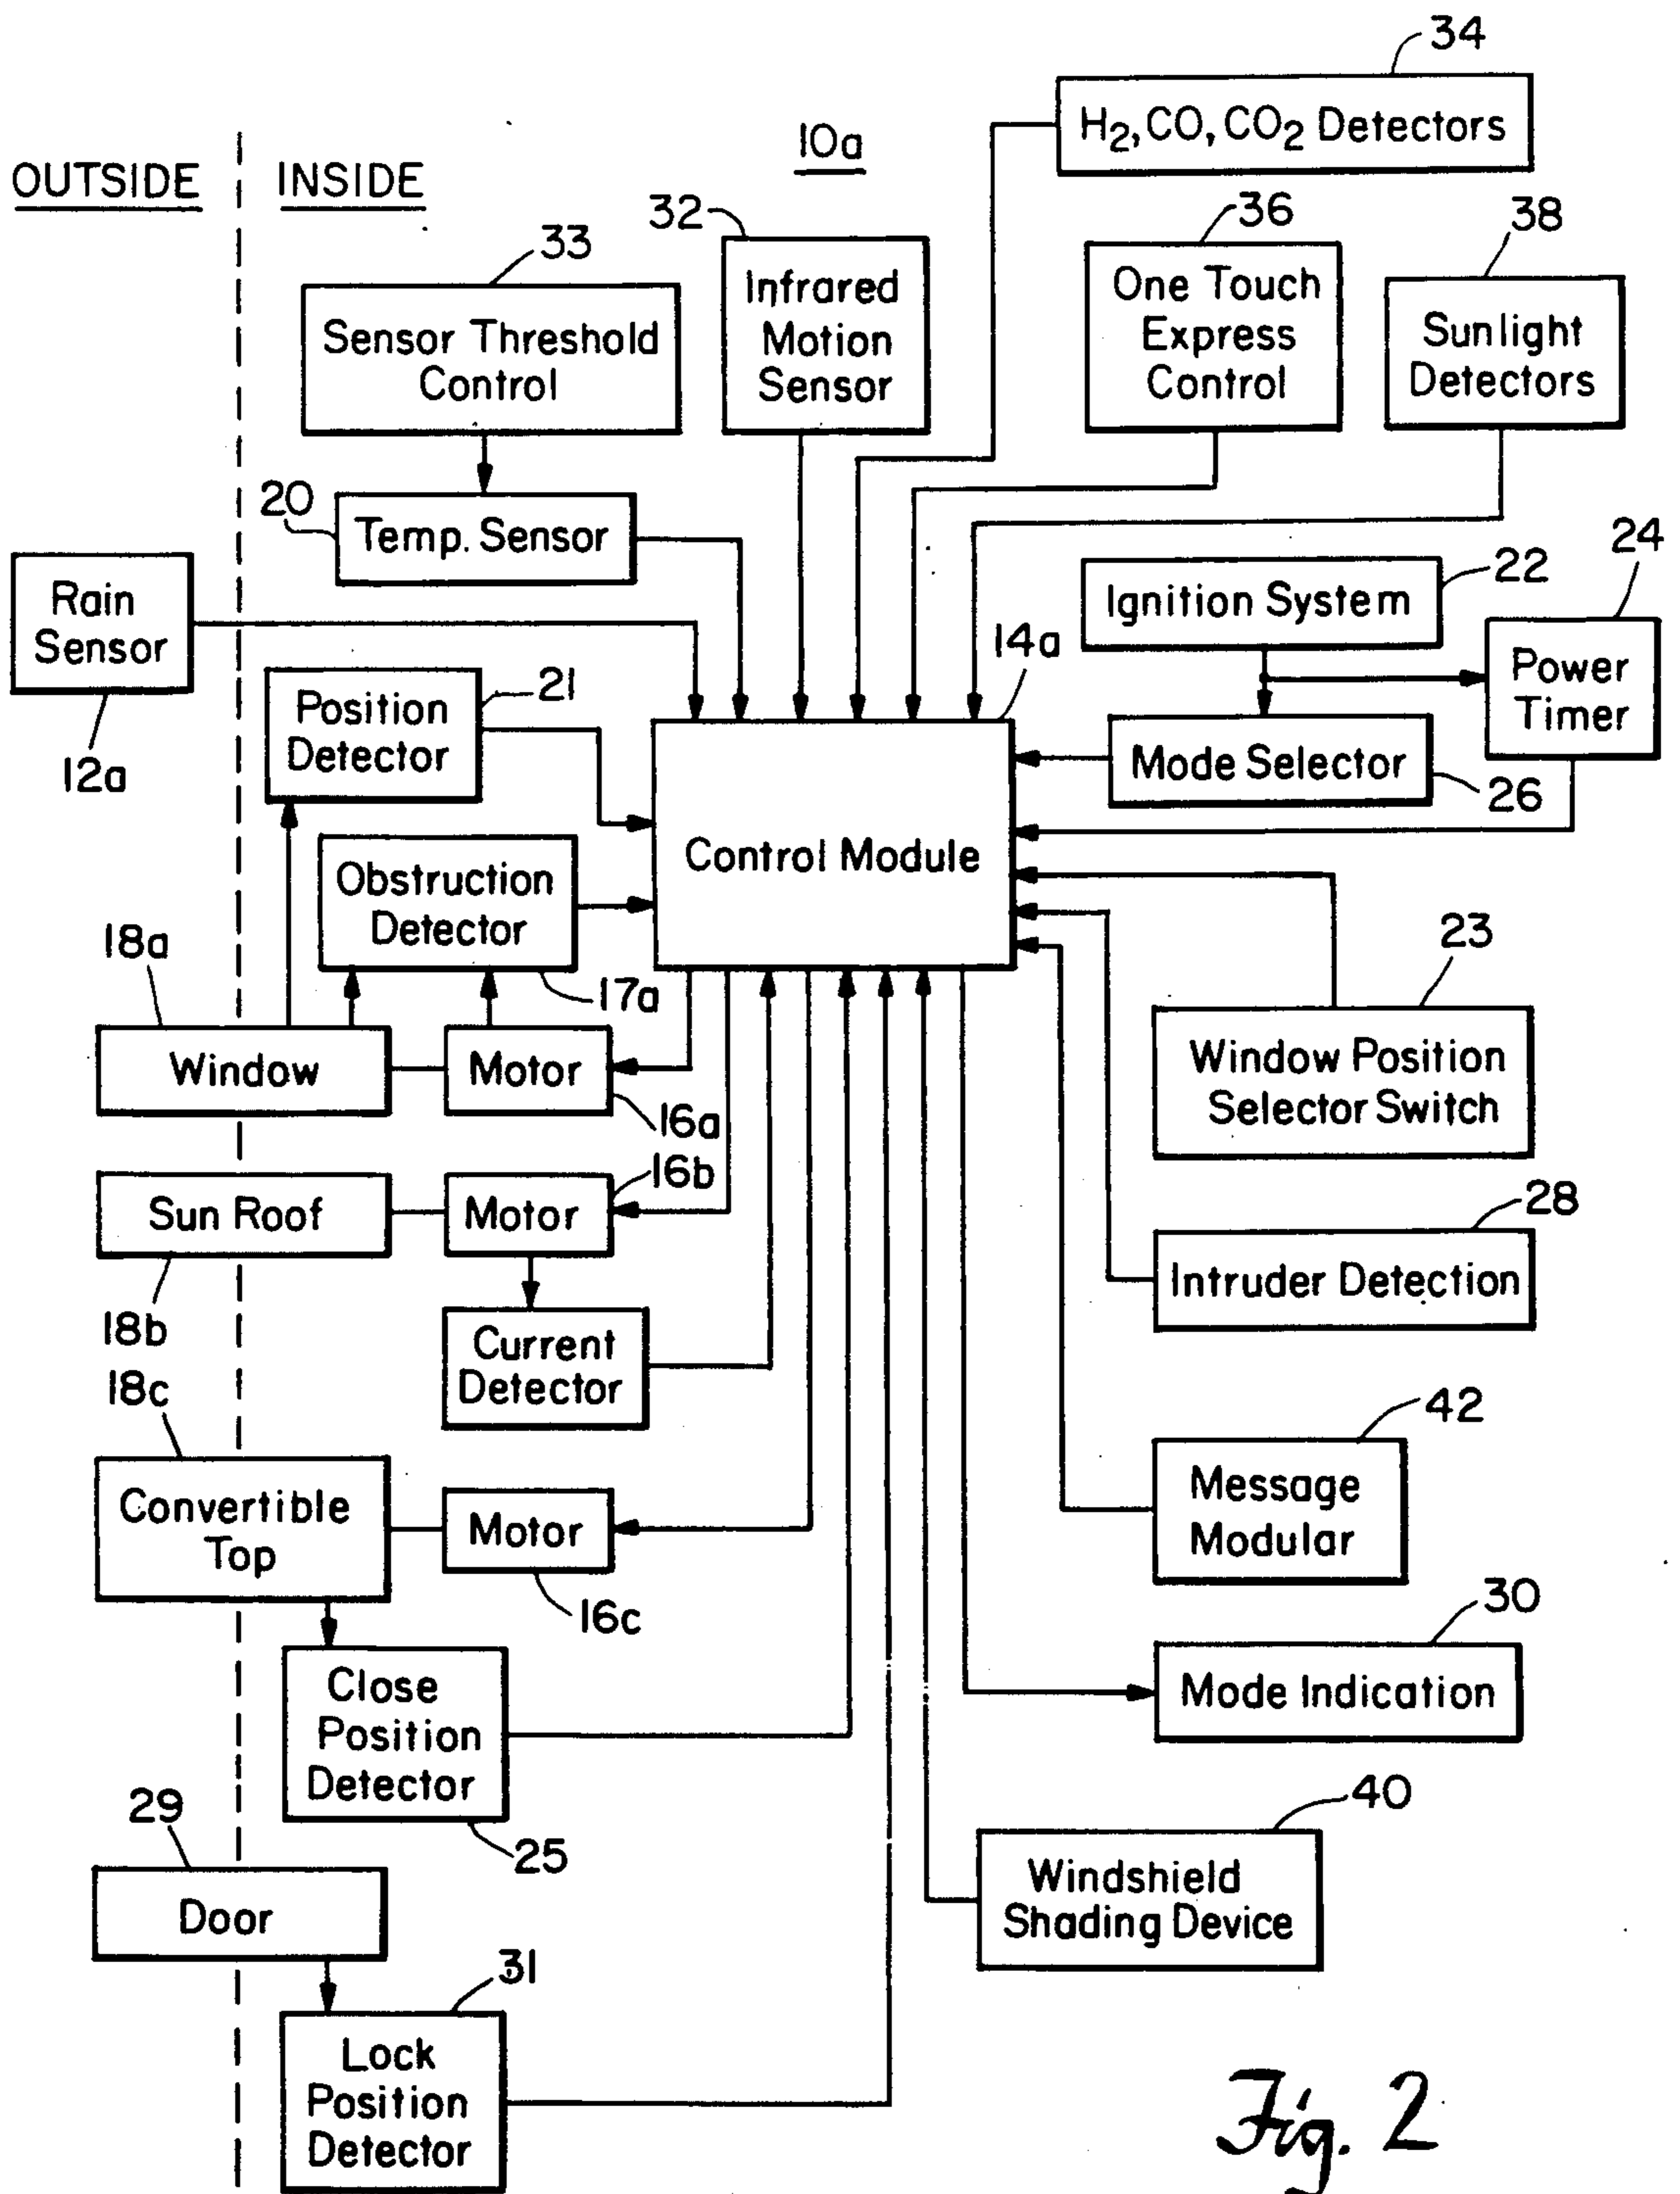 34
H2, CO, CO2 Detectors
10a
OUTSIDE
INSIDE
32
36
38
33
Infrared
Motion
Sensor
One Touch
Express
Control
Sunlight
Detectors
Sensor Threshold
Control
20
Temp. Sensor
24
22
Ignition System
Rain
Sensor
12a
14a
Power
Timer
21
Position
Detector
Mode Selector
26
Control Module
Obstruction
Detector
17a
18a
23
Window
Motor
16a
Window Position
Selector Switch
16b
Sun Roof
Motor
18b
28
Intruder Detection
Current
Detector
18c
42
Message
Modular
Convertible
Top
Motor
16c
30
Mode Indication
Close
Position
Detector
25
40
29
Windshield
Shading Device
Door
31
Lock
Position
Detector
Fig. 2